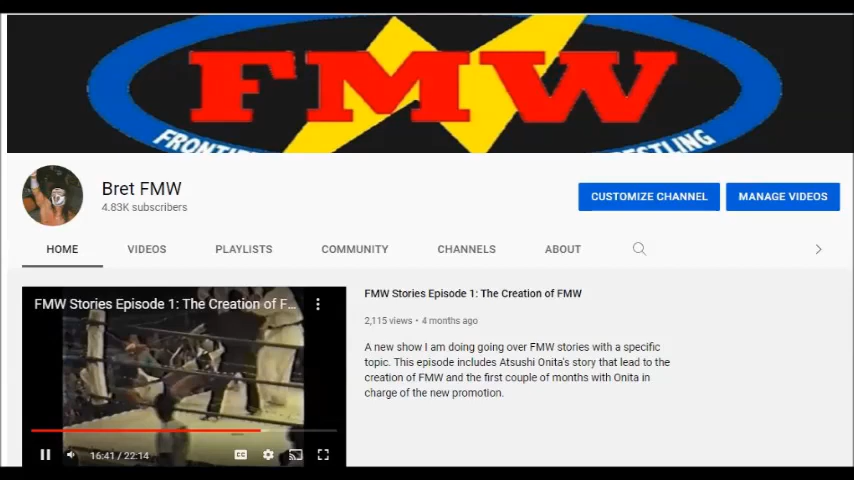 FMW
FRONTI
STLING
Bret FMW
4.83K subscribers
CUSTOMIZE CHANNEL
MANAGE VIDEOS
HOME
VIDEOS
PLAYLISTS
COMMUNITY
CHANNELS
ABOUT
FMW Stories Episode 1: The Creation of F...
FMW Stories Episode 1: The Creation of FMW
2,115 views • 4 months ago
A new show I am doing going over FMW stories with a specific
topic. This episode includes Atsushi Onita's story that lead to the
creation of FMW and the first couple of months with Onita in
charge of the new promotion.
16:41 / 22:14
CC